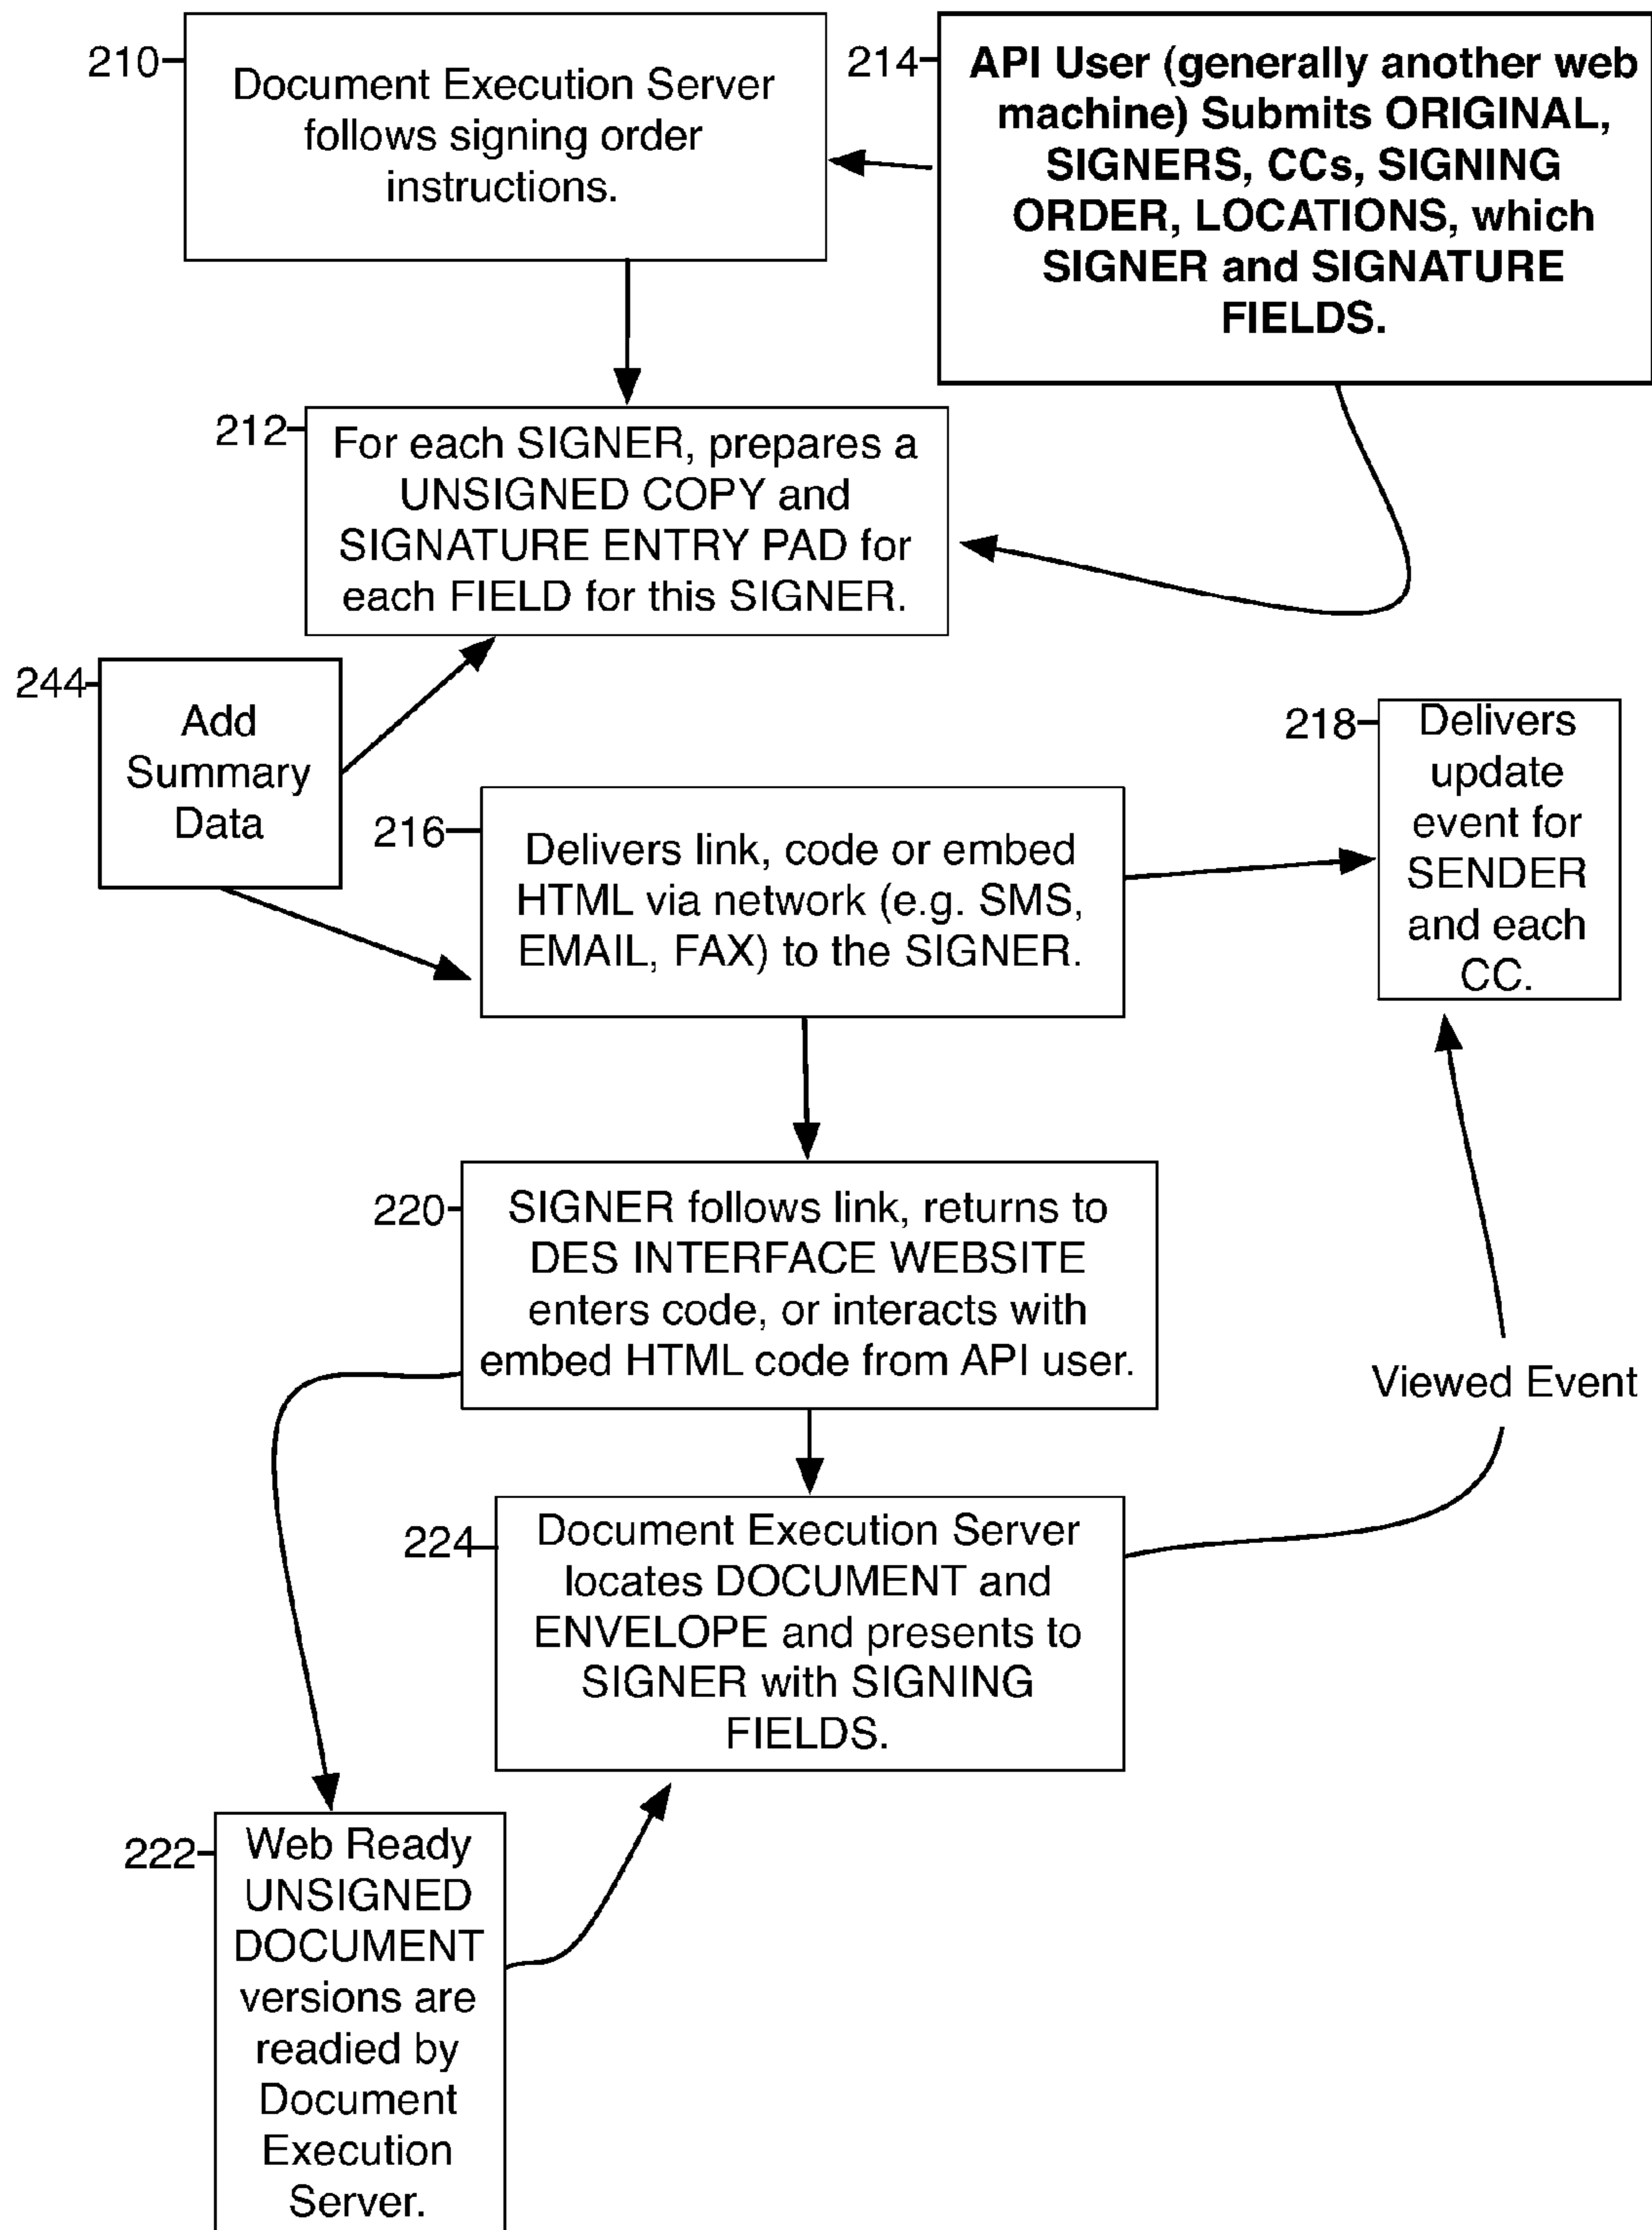 210
Document Execution Server
follows signing order
instructions.
214
API User (generally another web
machine) Submits ORIGINAL,
SIGNERS, CCs, SIGNING
ORDER, LOCATIONS, which
SIGNER and SIGNATURE
FIELDS.
212
For each SIGNER, prepares a
UNSIGNED COPY and
SIGNATURE ENTRY PAD for
each FIELD for this SIGNER.
244
Add
Summary
Data
216
Delivers link, code or embed
HTML via network (e.g. SMS,
EMAIL, FAX) to the SIGNER.
218
Delivers
update
event for
SENDER
and each
CC.
220
SIGNER follows link, returns to
DES INTERFACE WEBSITE
enters code, or interacts with
embed HTML code from API user.
Viewed Event
224
Document Execution Server
locates DOCUMENT and
ENVELOPE and presents to
SIGNER with SIGNING
FIELDS.
222
Web Ready
UNSIGNED
DOCUMENT
versions are
readied by
Document
Execution
Server.